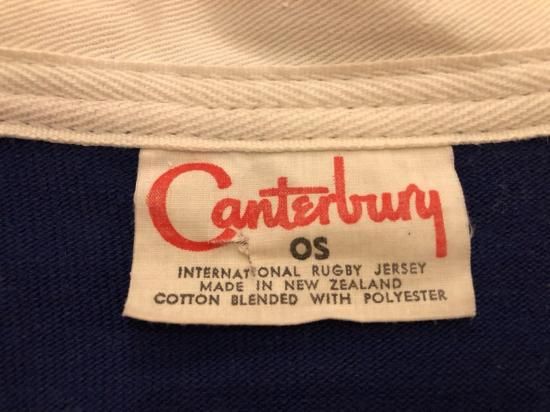 Canterbury
OS
INTERNATIONAL RUGBY JERSEY
MADE IN NEW ZEALAND
COTTON BLENDED WITH POLYESTER